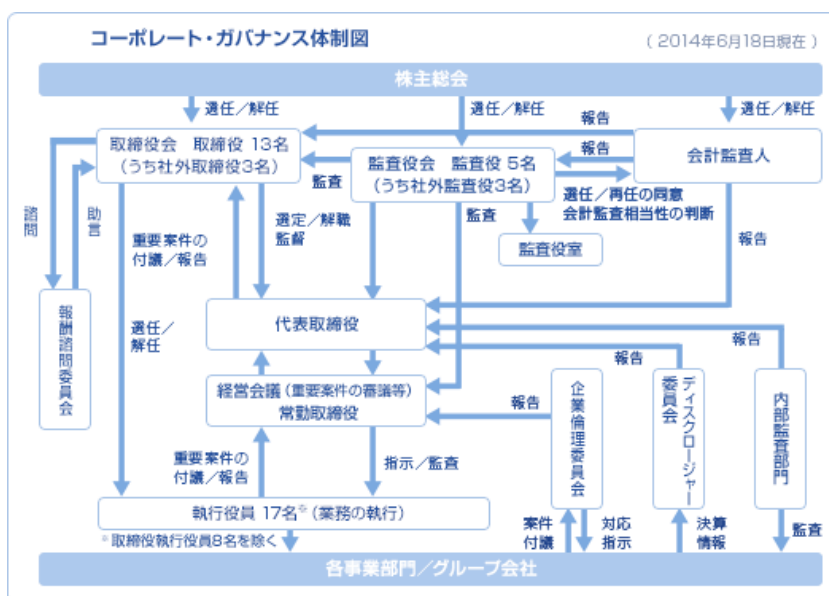 コーポレート・ガバナンス体制図
（2014年6月18日現在）
株主総会
選任／解任
選任／解任
選任／解任
報告
取締役会 取締役 13名
（うち社外取締役3名）
監査役会 監査役 5名
（うち社外監査役3名）
会計監査人
報告
監査
選任／再任の同意
会計監査相当性の判断
諮問
助言
重要案件の
付議／報告
選定／解職
監督
監査
監査役室
報告
報酬諮問委員会
選任／
解任
代表取締役
報告
報告
経営会議（重要案件の審議等）
常勤取締役
報告
企業倫理委員会
ディスクロージャー
委員会
内部監査部門
重要案件の
付議／報告
指示／監査
執行役員 17名※（業務の執行）
※取締役執行役員8名を除く
案件
付議
対応
指示
決算
情報
監査
各事業部門／グループ会社